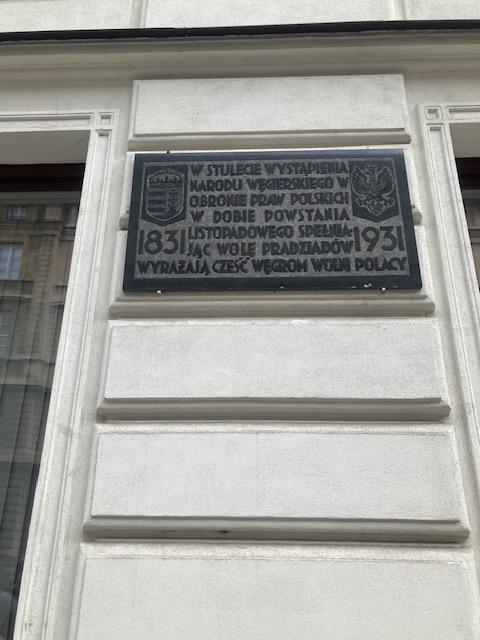 W STULECIE WYSTĄPIENIA
NARODU WĘGIERSKIEGO W
OBRONIE PRAW POLSKICH
W DOBIE POWSTANIA
LISTOPADOWEGO SPEŁNIA-
1831 JĄC WOLĘ PRADZIADÓW 1931
WYRAŻAJĄ CZEŚĆ WĘGROM WOLNI POLACY